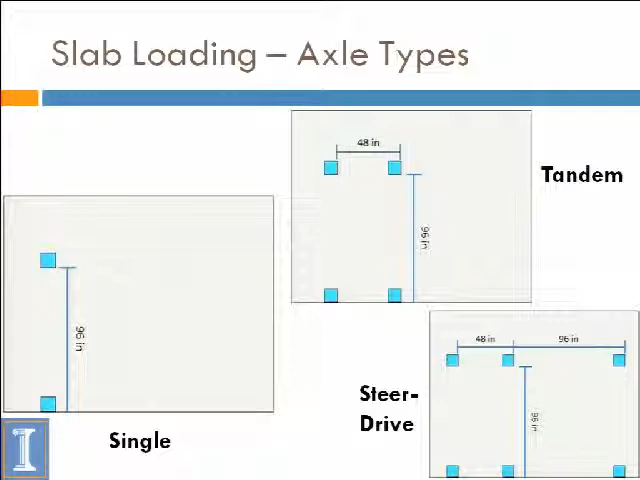 Slab Loading – Axle Types
48 in
96 in
Tandem
96 in
Single
48 in
96 in
96 in
Steer-
Drive
I